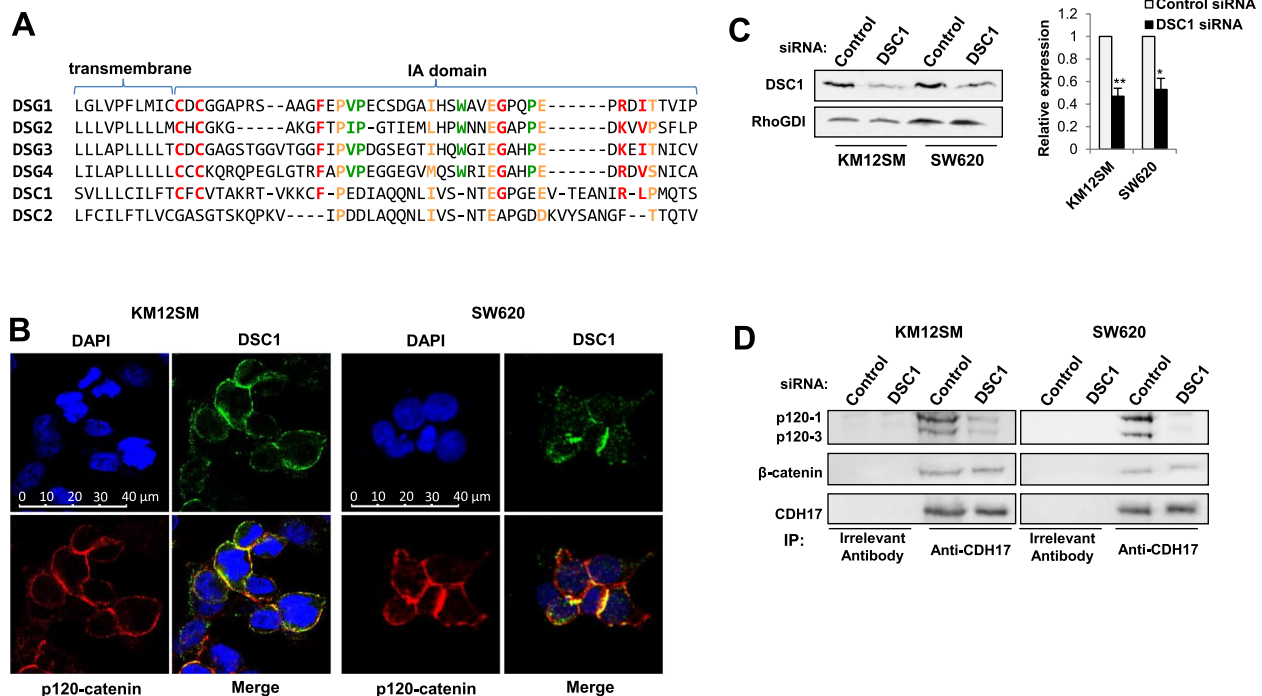 A
transmembrane IA domain
DSG1 LGLVPFLMICCDCGGAPRS--AAGFEPVPECSDGAIHSWAVEGPQPE------PRDITTVIP
DSG2 LLLVPLLLLMCHCGKG-----AKGFTPIP-GTIEMLHPWNNEGAPPE------DKVVPSFLP
DSG3 LLLAPLLLLTCDCGAGSTGGVTGGFIPVPDGSEGTIHQWGIEGAHPE------DKEITNICV
DSG4 LILAPLLLLLCCCKQRQPEGLGTRFAPVPEGGEGVMQSWRIEGAHPE------DRDVSNICA
DSC1 SVLLLCILFTCFCVTAKRT-VKKCF-PEDIAQQNLIVS-NTEGPGEE-VTEANIR-LPMQTS
DSC2 LFCILFTLVCGASGTSKQPKV----IPDDLAQQNLIVS-NTEAPGDDKVYSANGF--TTQTV
B
KM12SM SW620
DAPI DSC1 DAPI DSC1
0 10 20 30 40 µm 0 10 20 30 40 µm
p120-catenin Merge p120-catenin Merge
C
siRNA: Control DSC1 Control DSC1
DSC1
RhoGDI
KM12SM SW620
Control siRNA
DSC1 siRNA
Relative expression
1.2
1
0.8
0.6
0.4
0.2
0
** *
KM12SM SW620
D
KM12SM SW620
siRNA: Control DSC1 Control DSC1 Control DSC1 Control DSC1
p120-1
p120-3
β-catenin
CDH17
IP: Irrelevant Antibody Anti-CDH17 Irrelevant Antibody Anti-CDH17